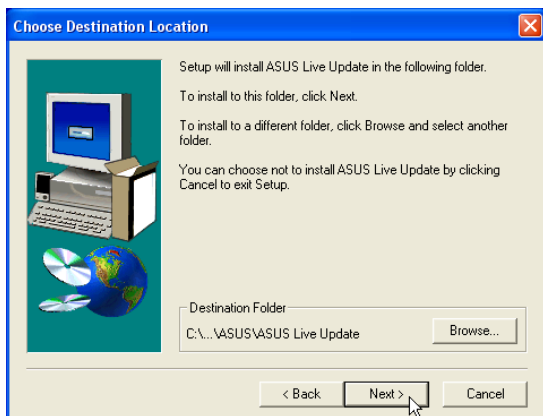 Choose Destination Location
Setup will install ASUS Live Update in the following folder.
To install to this folder, click Next.
To install to a different folder, click Browse and select another
folder.
You can choose not to install ASUS Live Update by clicking
Cancel to exit Setup.
Destination Folder
C:\...\ASUS\ASUS Live Update
Browse...
< Back
Next >
Cancel